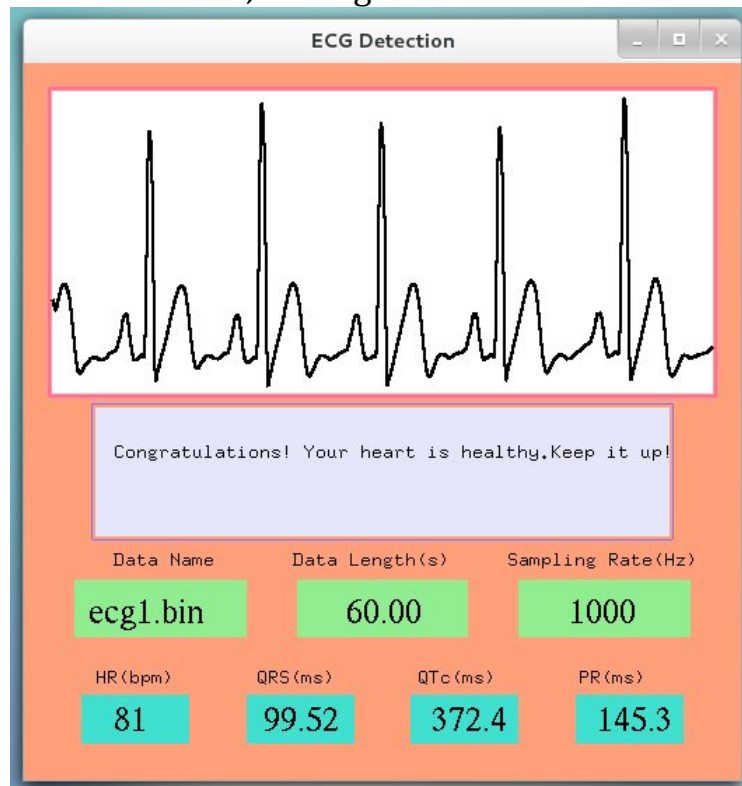 ECG Detection
Congratulations! Your heart is healthy.Keep it up!
Data Name Data Length(s) Sampling Rate(Hz)
ecg1.bin 60.00 1000
HR(bpm) QRS(ms) QTc(ms) PR(ms)
81 99.52 372.4 145.3